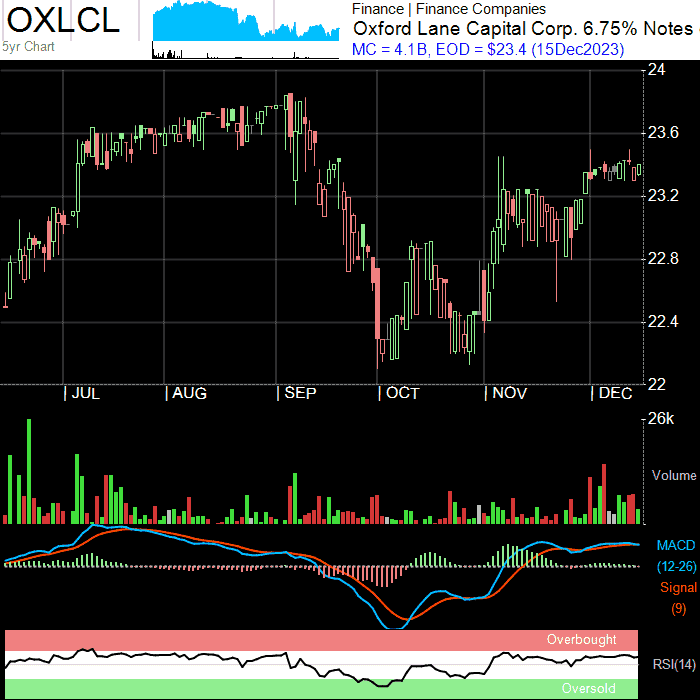 OXLCL
5yr Chart
Finance | Finance Companies
Oxford Lane Capital Corp. 6.75% Notes
MC = 4.1B, EOD = $23.4 (15Dec2023)
24
23.6
23.2
22.8
22.4
22
| JUL | AUG | SEP | OCT | NOV | DEC
26k
Volume
MACD
(12-26)
Signal
(9)
Overbought
RSI(14)
Oversold